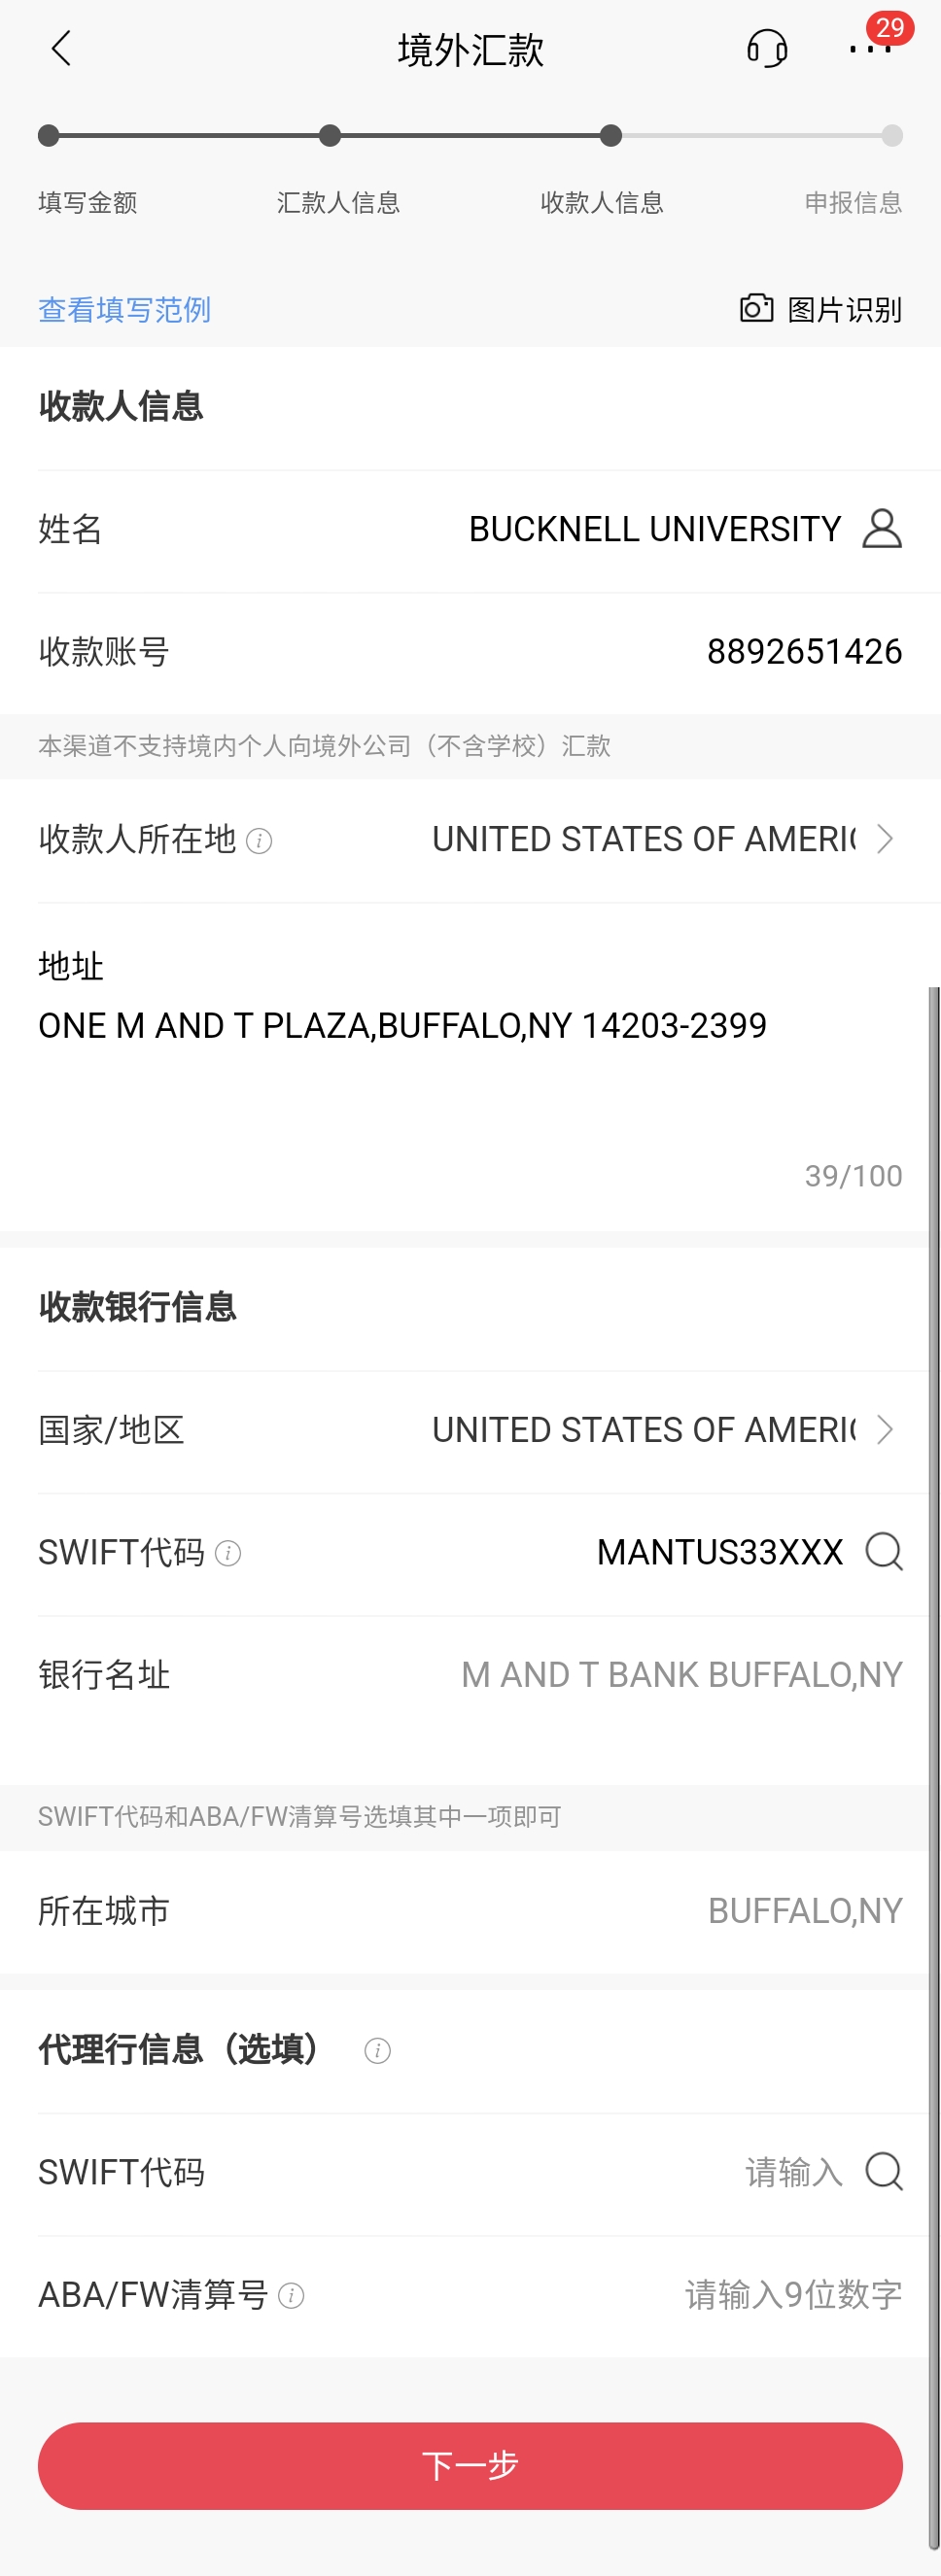 境外汇款
29
填写金额 汇款人信息 收款人信息 申报信息
查看填写范例 图片识别
收款人信息
姓名 BUCKNELL UNIVERSITY
收款账号 8892651426
本渠道不支持境内个人向境外公司（不含学校）汇款
收款人所在地 UNITED STATES OF AMERI
地址
ONE M AND T PLAZA,BUFFALO,NY 14203-2399
39/100
收款银行信息
国家/地区 UNITED STATES OF AMERI
SWIFT代码 MANTUS33XXX
银行名址 M AND T BANK BUFFALO,NY
SWIFT代码和ABA/FW清算号选填其中一项即可
所在城市 BUFFALO,NY
代理行信息（选填）
SWIFT代码 请输入
ABA/FW清算号 请输入9位数字
下一步